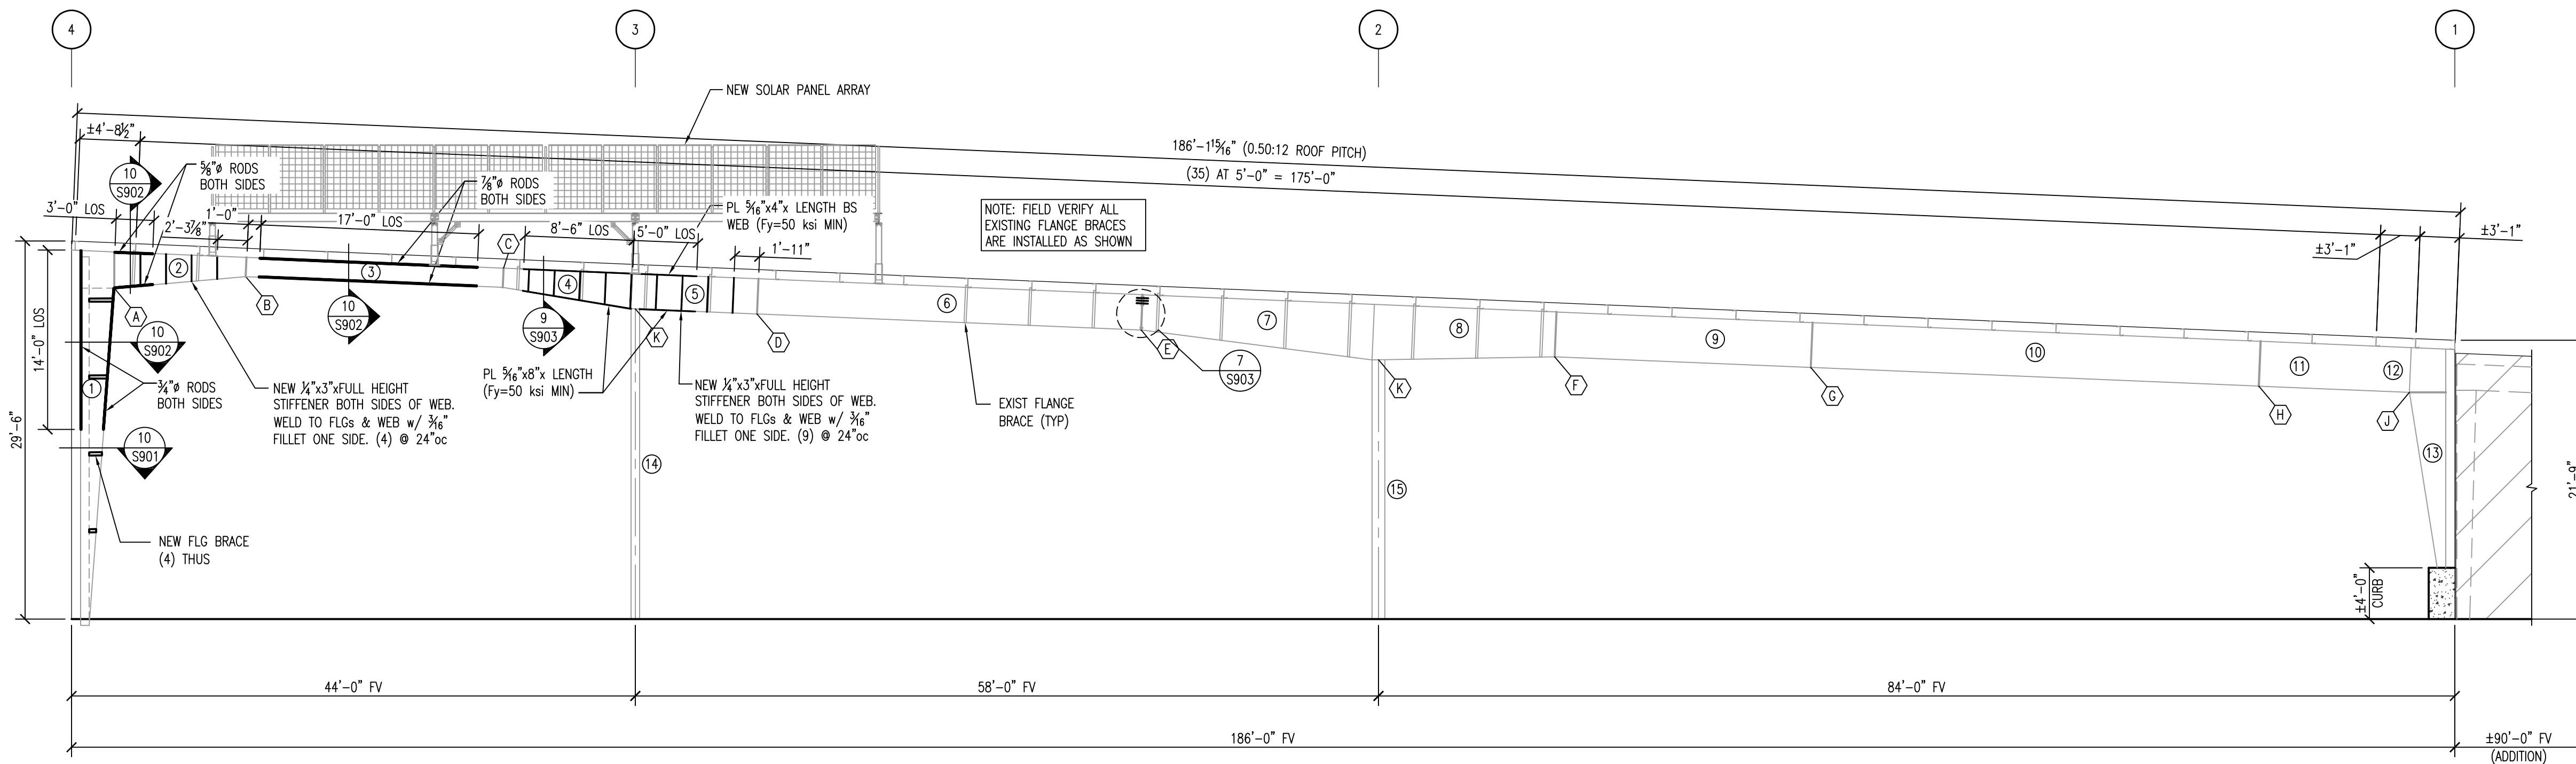 4
3
2
1
NEW SOLAR PANEL ARRAY
±4'-8½"
186'-1 15/16" (0.50:12 ROOF PITCH)
(35) AT 5'-0" = 175'-0"
10
S902
⅝"ø RODS
BOTH SIDES
⅞"ø RODS
BOTH SIDES
3'-0" LOS
1'-0"
2'-3⅞"
17'-0" LOS
8'-6" LOS
5'-0" LOS
PL 5/16"x4"x LENGTH BS
WEB (Fy=50 ksi MIN)
NOTE: FIELD VERIFY ALL
EXISTING FLANGE BRACES
ARE INSTALLED AS SHOWN
1'-11"
±3'-1"
±3'-1"
C
2
3
4
5
6
7
8
9
10
11
12
A
B
K
D
E
K
F
G
H
J
10
S902
10
S902
9
S903
7
S903
14'-0" LOS
29'-6"
1
¾"ø RODS
BOTH SIDES
NEW ¼"x3"xFULL HEIGHT
STIFFENER BOTH SIDES OF WEB.
WELD TO FLGs & WEB w/ 3/16"
FILLET ONE SIDE. (4) @ 24"oc
PL 5/16"x8"x LENGTH
(Fy=50 ksi MIN)
NEW ¼"x3"xFULL HEIGHT
STIFFENER BOTH SIDES OF WEB.
WELD TO FLGs & WEB w/ 3/16"
FILLET ONE SIDE. (9) @ 24"oc
EXIST FLANGE
BRACE (TYP)
10
S901
14
15
13
NEW FLG BRACE
(4) THUS
±4'-0"
CURB
21'-9"
44'-0" FV
58'-0" FV
84'-0" FV
186'-0" FV
±90'-0" FV
(ADDITION)